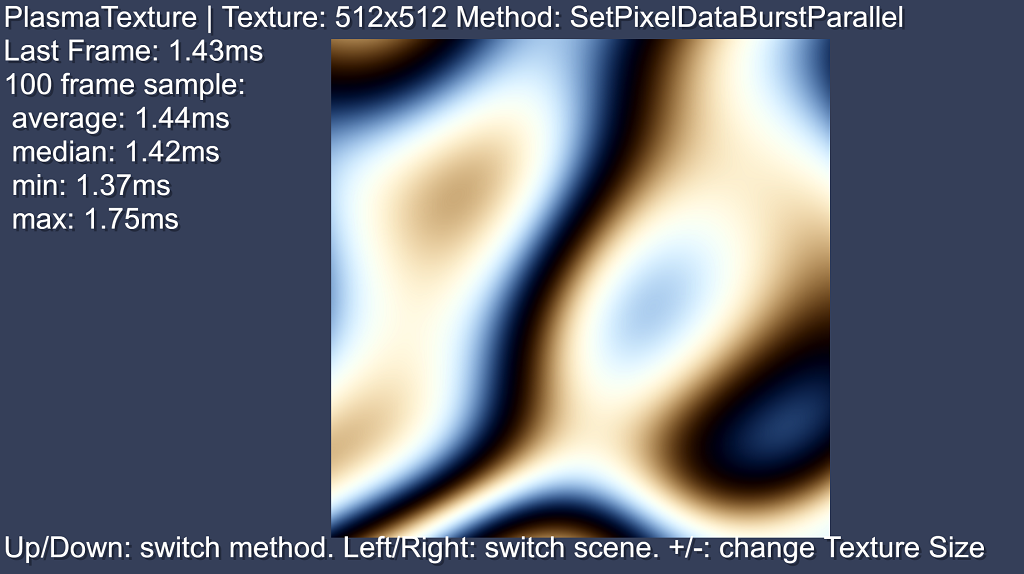 PlasmaTexture | Texture: 512x512 Method: SetPixelDataBurstParallel
Last Frame: 1.43ms
100 frame sample:
average: 1.44ms
median: 1.42ms
min: 1.37ms
max: 1.75ms
Up/Down: switch method. Left/Right: switch scene. +/-: change Texture Size